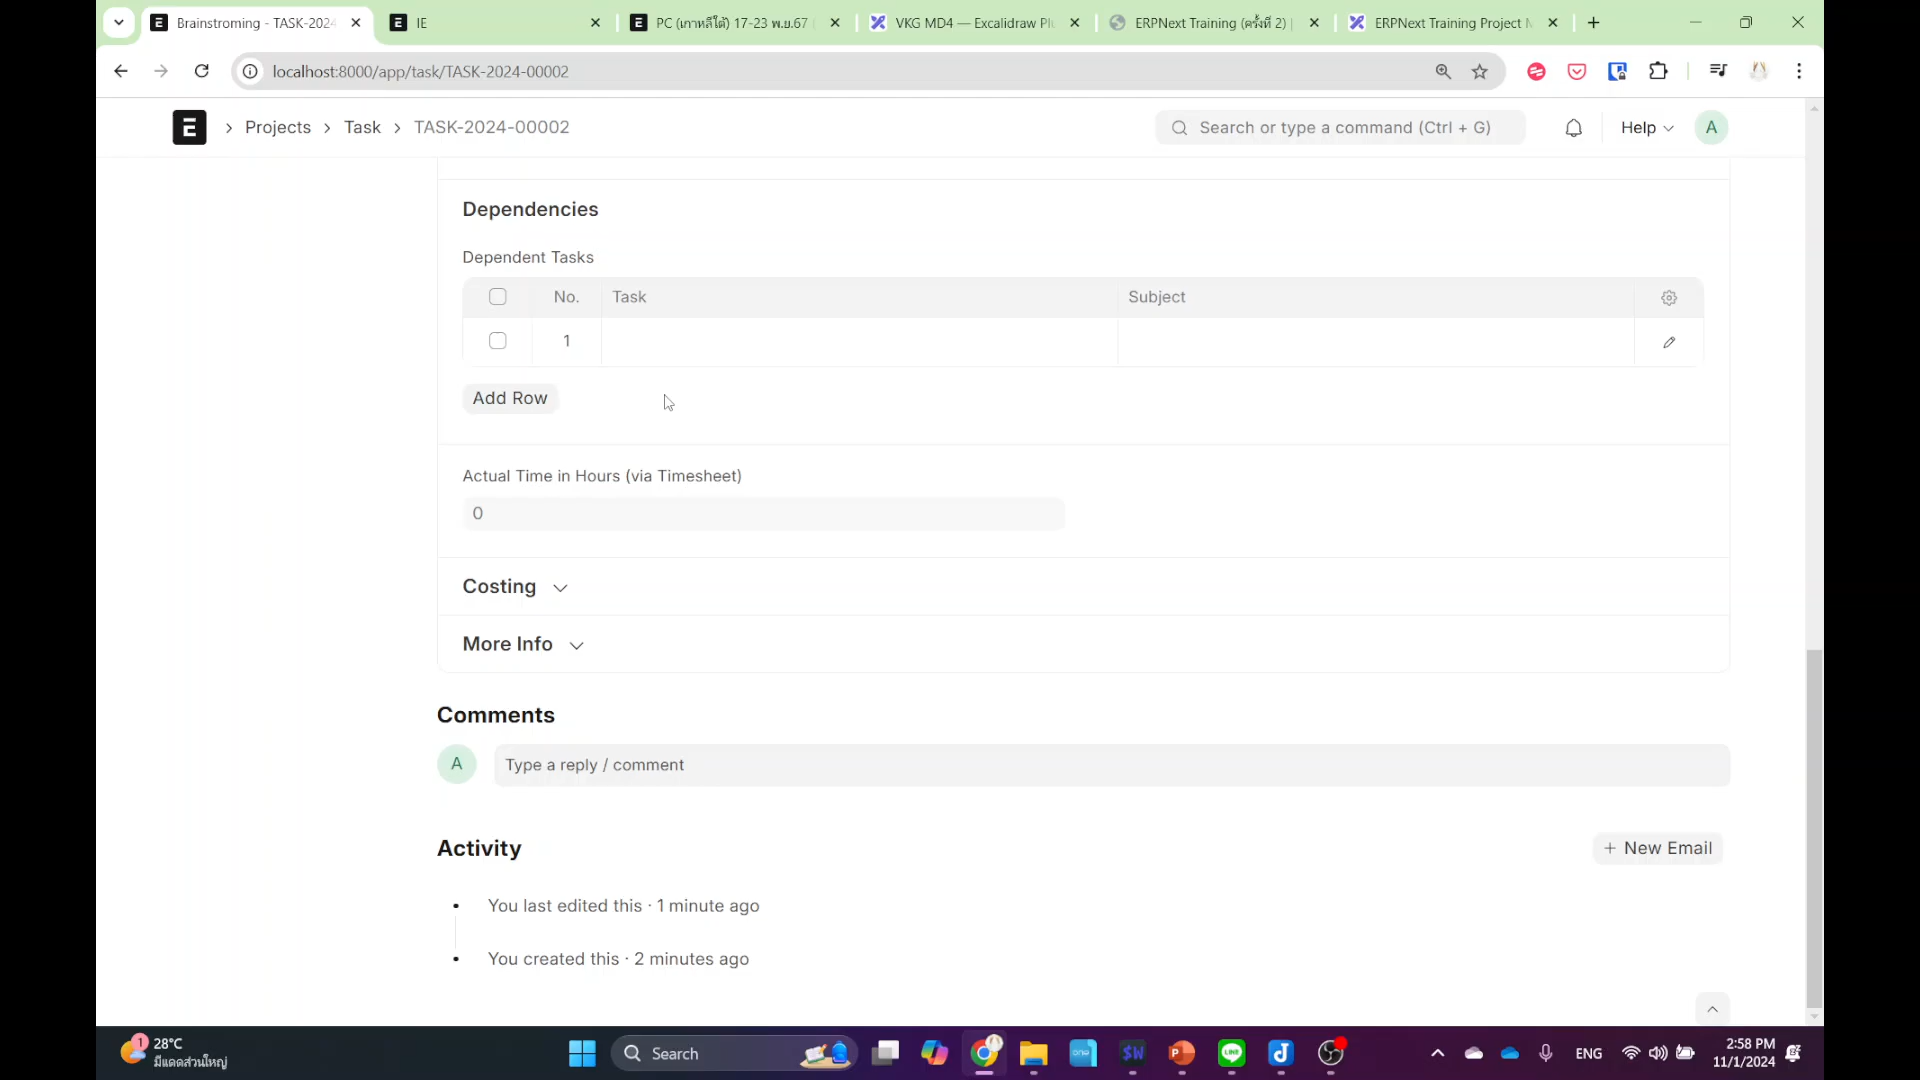 Brainstroming - TASK-2024
IE
PC (เกาหลีใต้) 17-23 พ.ย.67
VKG MD4 — Excalidraw Pl
ERPNext Training (ครั้งที่ 2) |
ERPNext Training Project
localhost:8000/app/task/TASK-2024-00002
E
Projects
Task
TASK-2024-00002
Search or type a command (Ctrl + G)
Help
A
Dependencies
Dependent Tasks
No.
Task
Subject
1
Add Row
Actual Time in Hours (via Timesheet)
0
Costing
More Info
Comments
A
Type a reply / comment
Activity
+ New Email
You last edited this · 1 minute ago
You created this · 2 minutes ago
1
28°C
มีแดดส่วนใหญ่
Search
ENG
2:58 PM
11/1/2024